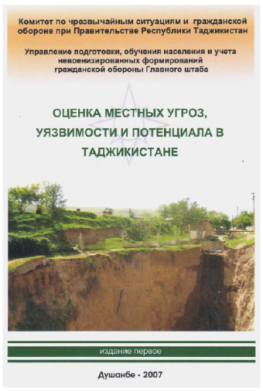 Комитет по чрезвычайным ситуациям и гражданской
обороне при Правительстве Республики Таджикистан
Управление подготовки, обучения населения и учета
невоенизированных формирований
гражданской обороны Главного штаба
ОЦЕНКА МЕСТНЫХ УГРОЗ,
УЯЗВИМОСТИ И ПОТЕНЦИАЛА В
ТАДЖИКИСТАНЕ
издание первое
Душанбе - 2007